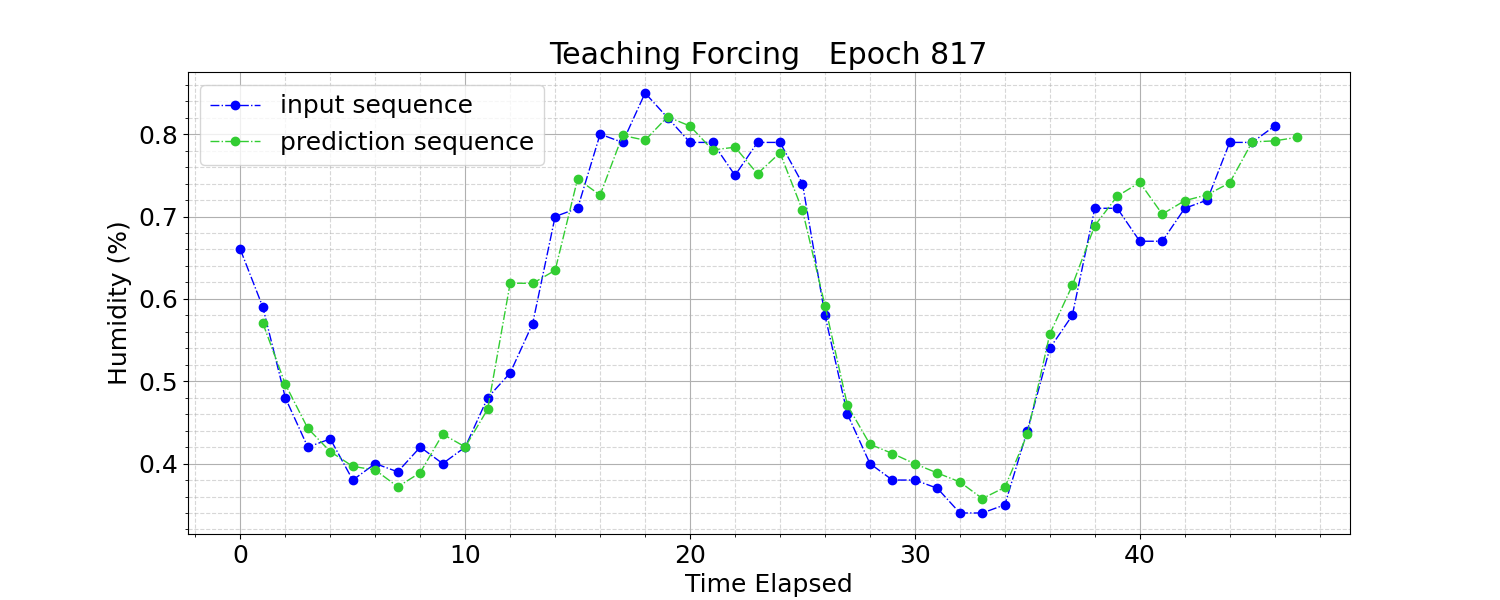 Teaching Forcing   Epoch 817
input sequence
prediction sequence
Humidity (%)
0.8
0.7
0.6
0.5
0.4
0 10 20 30 40
Time Elapsed